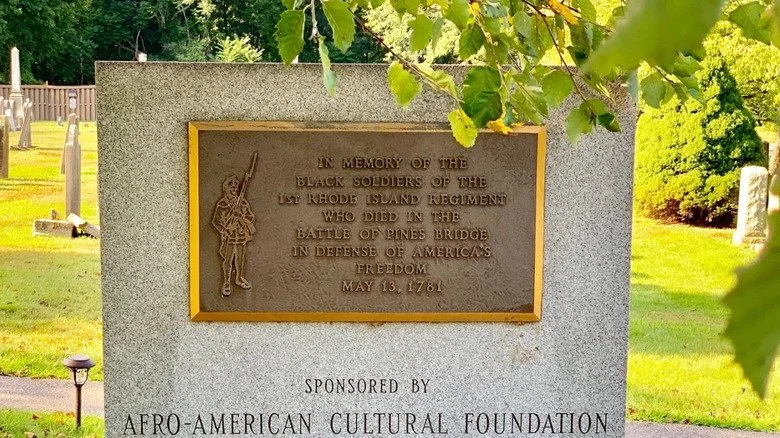 IN MEMORY OF THE
BLACK SOLDIERS OF THE
1ST RHODE ISLAND REGIMENT
WHO DIED IN THE
BATTLE OF PINES BRIDGE
IN DEFENSE OF AMERICA'S
FREEDOM
MAY 13, 1781
SPONSORED BY
AFRO-AMERICAN CULTURAL FOUNDATION